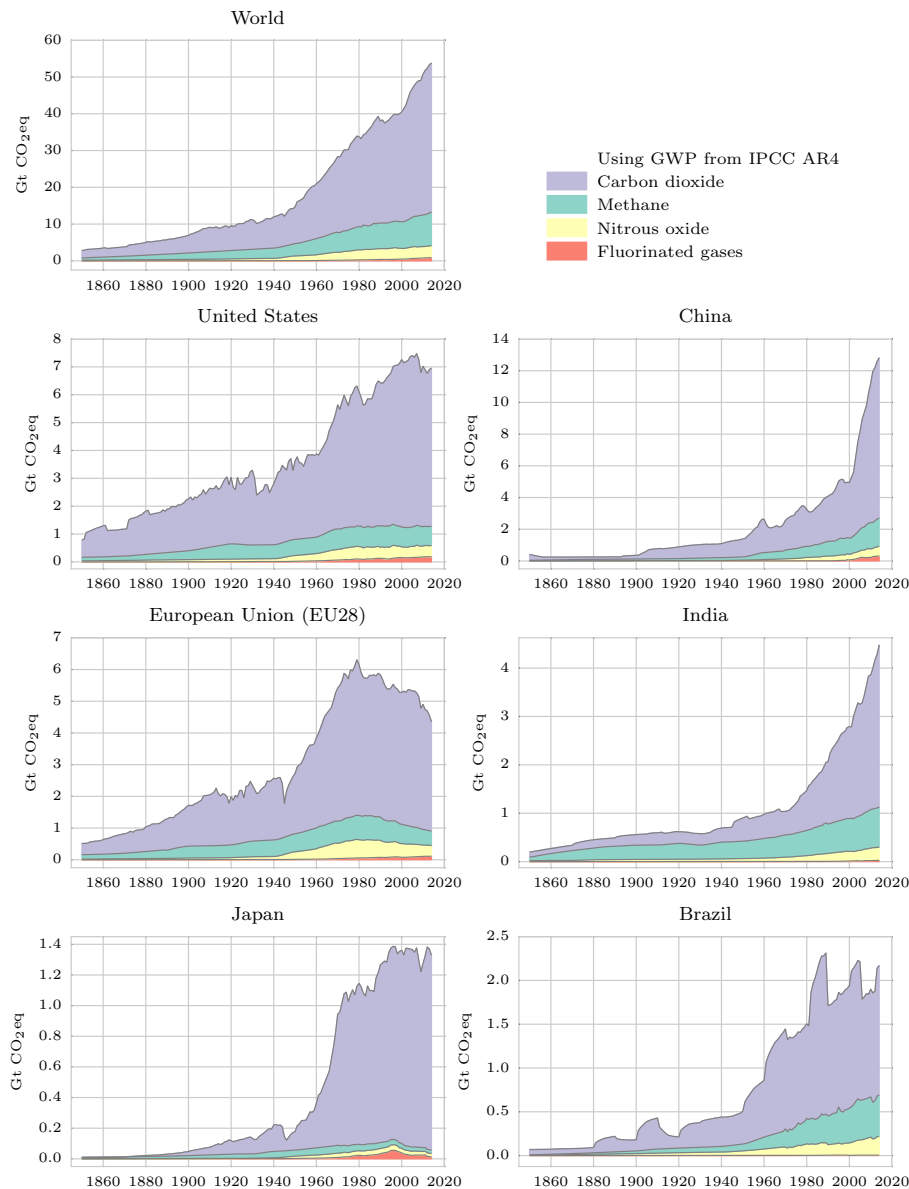 World
60
50
40
30
20
10
0
Gt CO2eq
1860 1880 1900 1920 1940 1960 1980 2000 2020
Using GWP from IPCC AR4
Carbon dioxide
Methane
Nitrous oxide
Fluorinated gases
United States
8
7
6
5
4
3
2
1
0
Gt CO2eq
1860 1880 1900 1920 1940 1960 1980 2000 2020
China
14
12
10
8
6
4
2
0
Gt CO2eq
1860 1880 1900 1920 1940 1960 1980 2000 2020
European Union (EU28)
7
6
5
4
3
2
1
0
Gt CO2eq
1860 1880 1900 1920 1940 1960 1980 2000 2020
India
4
3
2
1
0
Gt CO2eq
1860 1880 1900 1920 1940 1960 1980 2000 2020
Japan
1.4
1.2
1.0
0.8
0.6
0.4
0.2
0.0
Gt CO2eq
1860 1880 1900 1920 1940 1960 1980 2000 2020
Brazil
2.5
2.0
1.5
1.0
0.5
0.0
Gt CO2eq
1860 1880 1900 1920 1940 1960 1980 2000 2020